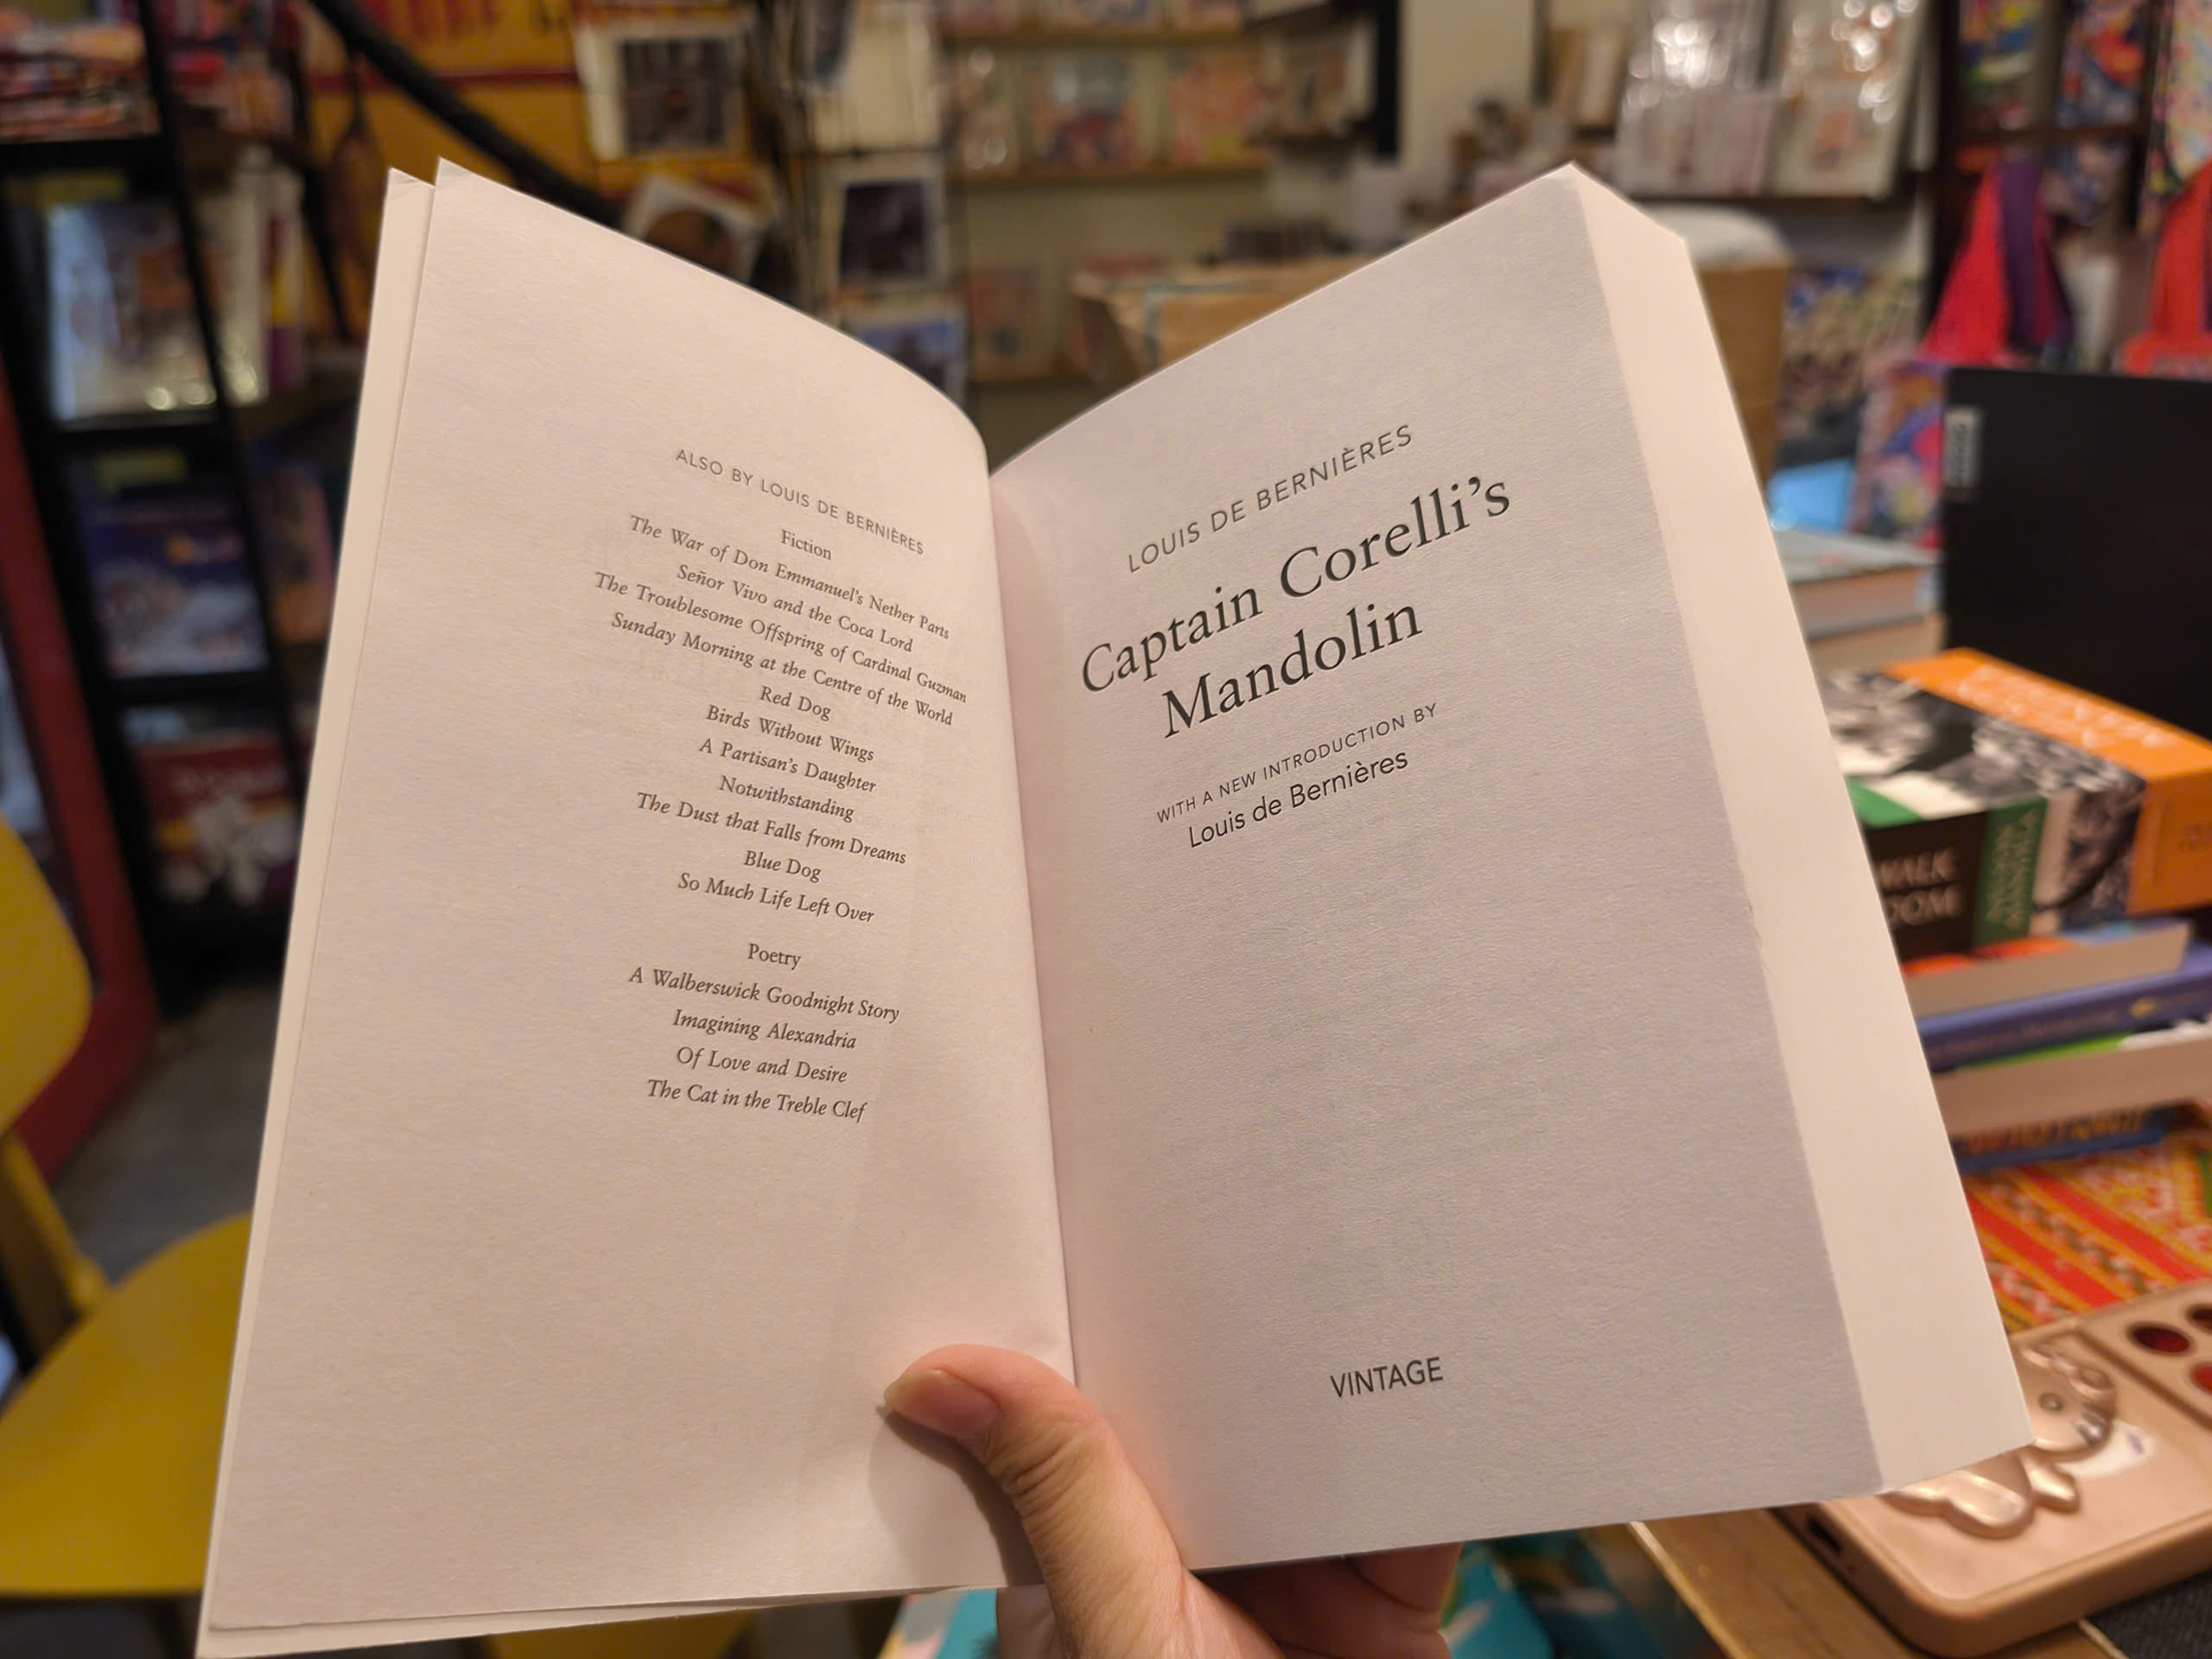 ALSO BY LOUIS DE BERNIÈRES
Fiction
The War of Don Emmanuel's Nether Parts
Señor Vivo and the Coca Lord
The Troublesome Offspring of Cardinal Guzman
Sunday Morning at the Centre of the World
Red Dog
Birds Without Wings
A Partisan's Daughter
Notwithstanding
The Dust that Falls from Dreams
Blue Dog
So Much Life Left Over
Poetry
A Walberswick Goodnight Story
Imagining Alexandria
Of Love and Desire
The Cat in the Treble Clef
LOUIS DE BERNIÈRES
Captain Corelli's
Mandolin
WITH A NEW INTRODUCTION BY
Louis de Bernières
VINTAGE
WALK